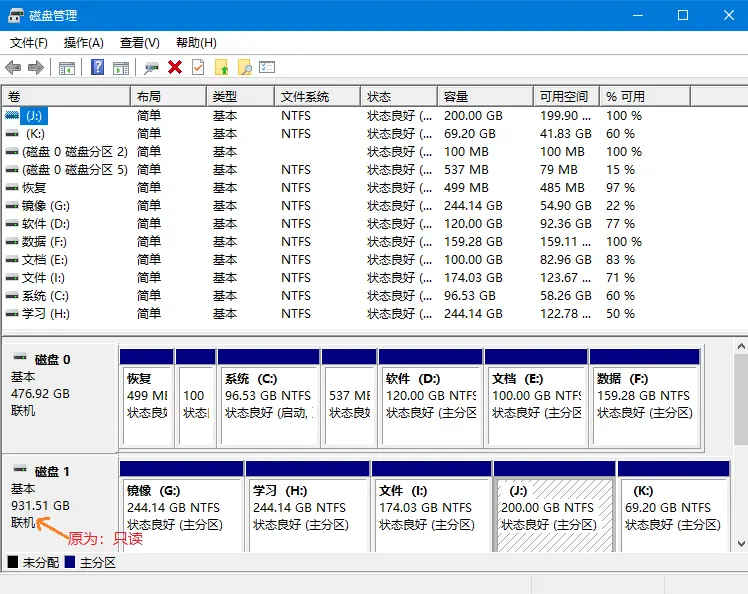 磁盘管理
文件(F) 操作(A) 查看(V) 帮助(H)
卷 布局 类型 文件系统 状态 容量 可用空间 % 可用
(J:) 简单 基本 NTFS 状态良好 (... 200.00 GB 199.90 ... 100 %
(K:) 简单 基本 NTFS 状态良好 (... 69.20 GB 41.83 GB 60 %
(磁盘 0 磁盘分区 2) 简单 基本 状态良好 (... 100 MB 100 MB 100 %
(磁盘 0 磁盘分区 5) 简单 基本 NTFS 状态良好 (... 537 MB 79 MB 15 %
恢复 简单 基本 NTFS 状态良好 (... 499 MB 485 MB 97 %
镜像 (G:) 简单 基本 NTFS 状态良好 (... 244.14 GB 54.90 GB 22 %
软件 (D:) 简单 基本 NTFS 状态良好 (... 120.00 GB 92.36 GB 77 %
数据 (F:) 简单 基本 NTFS 状态良好 (... 159.28 GB 159.11 ... 100 %
文档 (E:) 简单 基本 NTFS 状态良好 (... 100.00 GB 82.96 GB 83 %
文件 (I:) 简单 基本 NTFS 状态良好 (... 174.03 GB 123.67 ... 71 %
系统 (C:) 简单 基本 NTFS 状态良好 (... 96.53 GB 58.26 GB 60 %
学习 (H:) 简单 基本 NTFS 状态良好 (... 244.14 GB 122.78 ... 50 %
磁盘 0
基本
476.92 GB
联机
恢复 系统 (C:) 软件 (D:) 文档 (E:) 数据 (F:)
499 MB 100 96.53 GB NTFS 537 MB 120.00 GB NTFS 100.00 GB NTFS 159.28 GB NTFS
状态良好 状态 状态良好 (启动, 状态良好 状态良好 (主分区) 状态良好 (主分区) 状态良好 (主分区)
磁盘 1
基本
931.51 GB
联机
镜像 (G:) 学习 (H:) 文件 (I:) (J:) (K:)
244.14 GB NTFS 244.14 GB NTFS 174.03 GB NTFS 200.00 GB NTFS 69.20 GB NTFS
状态良好 (主分区) 状态良好 (主分区) 状态良好 (主分区) 状态良好 (主分区) 状态良好 (主分区)
原为：只读
未分配 主分区